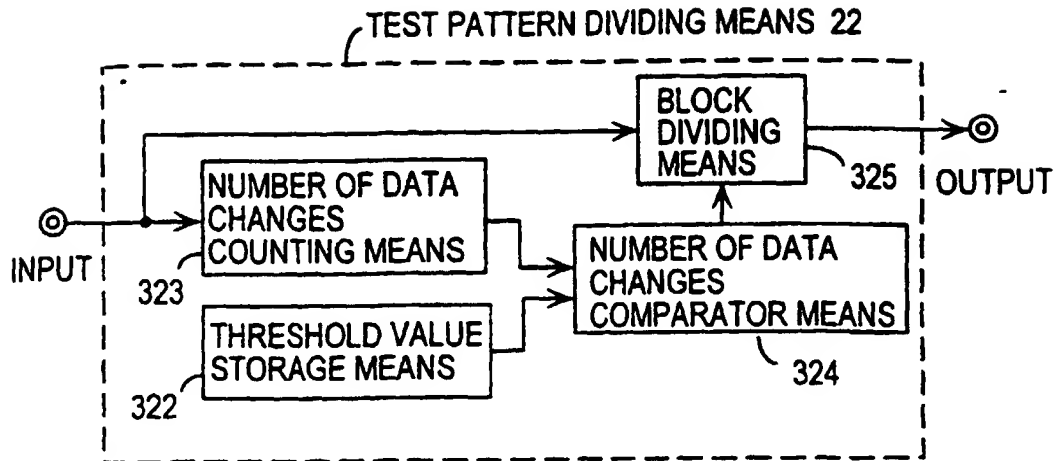 TEST PATTERN DIVIDING MEANS 22
BLOCK
DIVIDING
MEANS
325
OUTPUT
INPUT
NUMBER OF DATA
CHANGES
COUNTING MEANS
323
NUMBER OF DATA
CHANGES
COMPARATOR MEANS
324
THRESHOLD VALUE
STORAGE MEANS
322